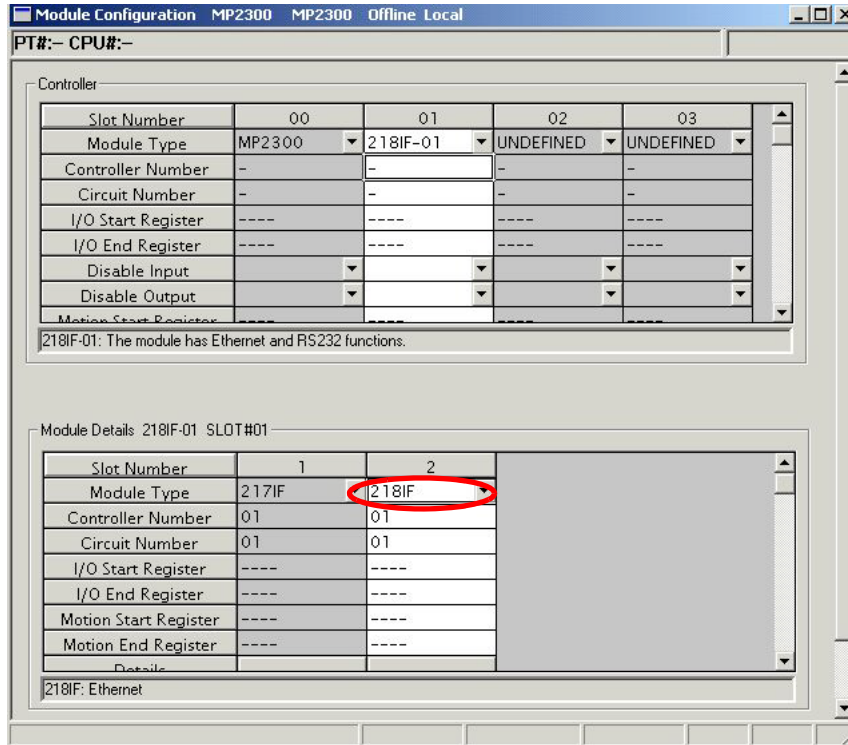 Module Configuration MP2300 MP2300 Offline Local
PT#:– CPU#:–
Controller
Slot Number 00 01 02 03
Module Type MP2300 218IF-01 UNDEFINED UNDEFINED
Controller Number - - - -
Circuit Number - - - -
I/O Start Register ---- ---- ---- ----
I/O End Register ---- ---- ---- ----
Disable Input
Disable Output
Motion Start Register ---- ---- ---- ----
218IF-01: The module has Ethernet and RS232 functions.
Module Details 218IF-01 SLOT#01
Slot Number 1 2
Module Type 217IF 218IF
Controller Number 01 01
Circuit Number 01 01
I/O Start Register ---- ----
I/O End Register ---- ----
Motion Start Register ---- ----
Motion End Register ---- ----
Details
218IF: Ethernet